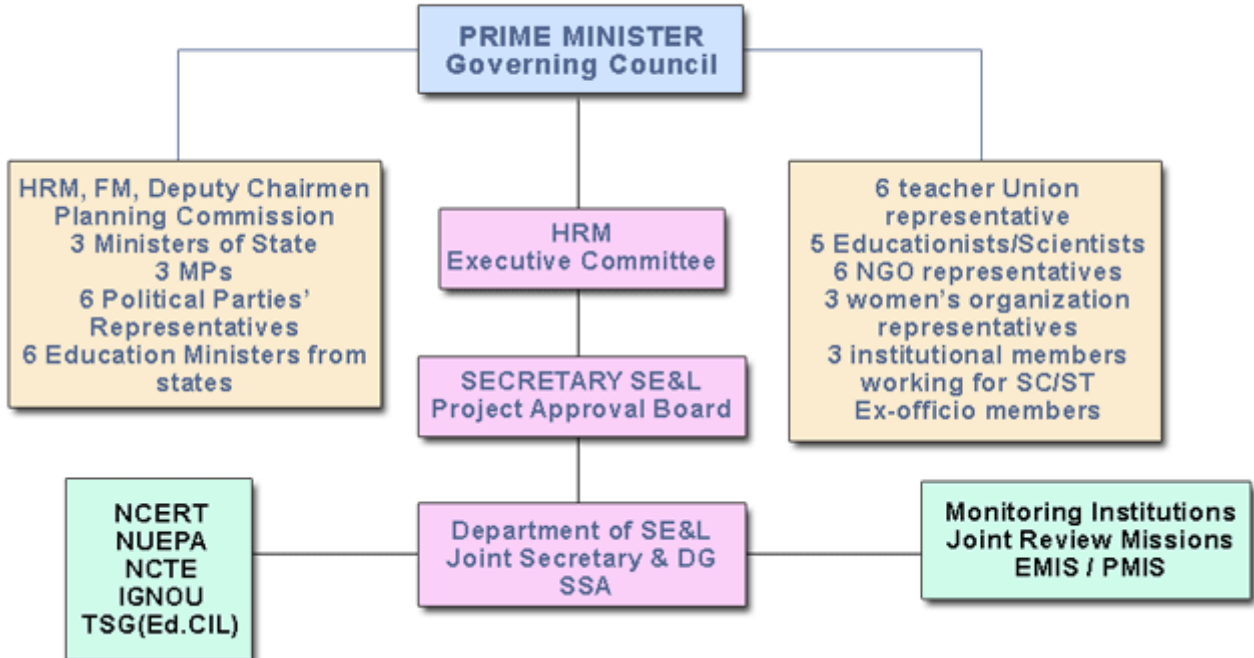 PRIME MINISTER
Governing Council
HRM, FM, Deputy Chairmen
Planning Commission
3 Ministers of State
3 MPs
6 Political Parties’
Representatives
6 Education Ministers from
states
HRM
Executive Committee
6 teacher Union
representative
5 Educationists/Scientists
6 NGO representatives
3 women’s organization
representatives
3 institutional members
working for SC/ST
Ex-officio members
SECRETARY SE&L
Project Approval Board
NCERT
NUEPA
NCTE
IGNOU
TSG(Ed.CIL)
Department of SE&L
Joint Secretary & DG
SSA
Monitoring Institutions
Joint Review Missions
EMIS / PMIS